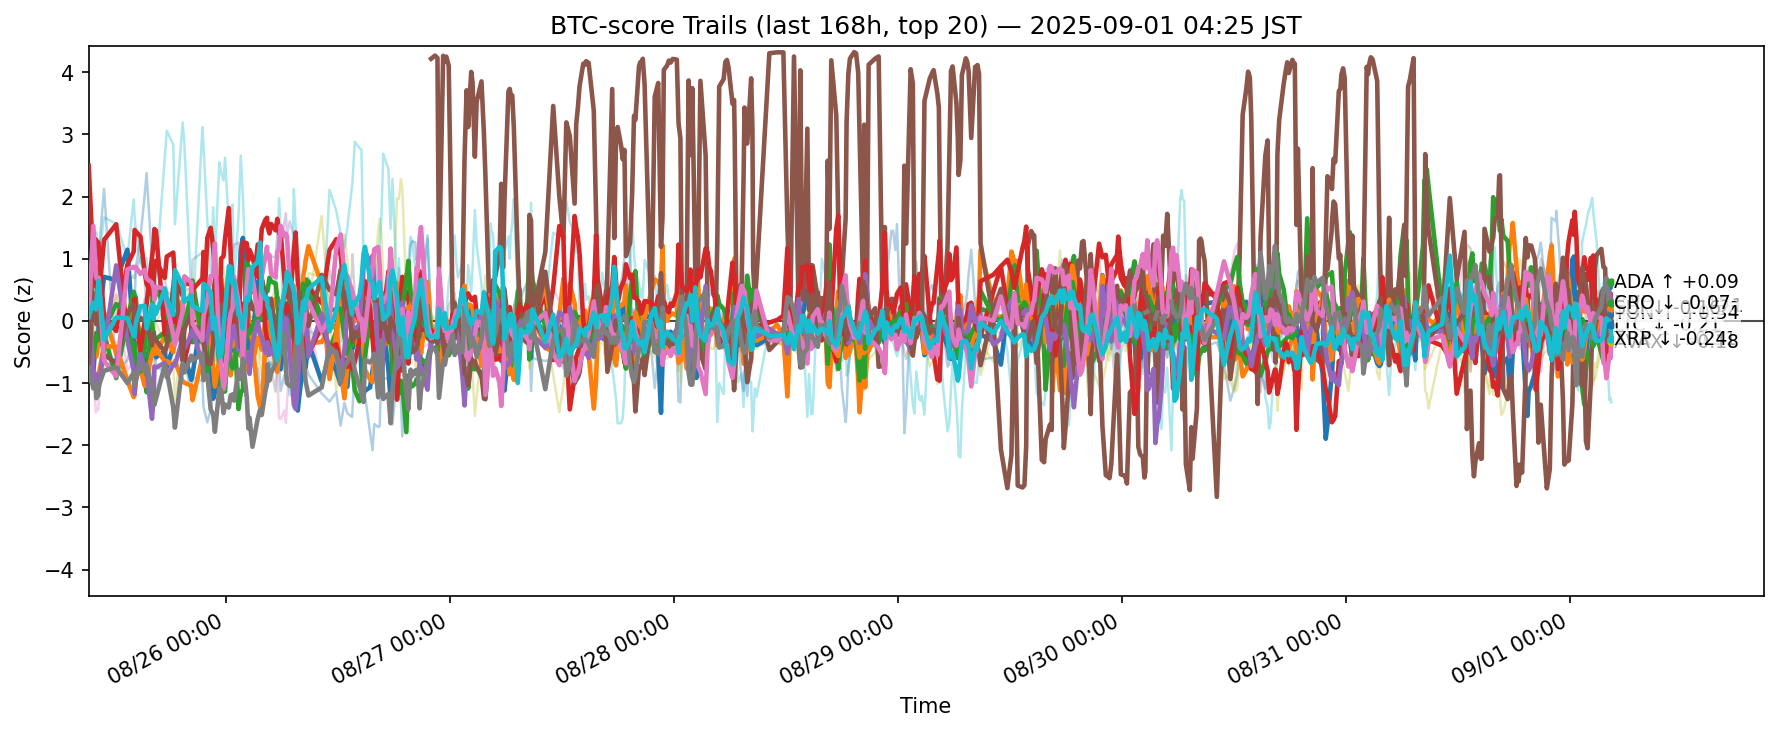 BTC-score Trails (last 168h, top 20) — 2025-09-01 04:25 JST
Score (z)
4
3
2
1
0
−1
−2
−3
−4
ADA ↑ +0.09
CRO ↓ -0.07
XRP ↓ -0.24
08/26 00:00
08/27 00:00
08/28 00:00
08/29 00:00
08/30 00:00
08/31 00:00
09/01 00:00
Time